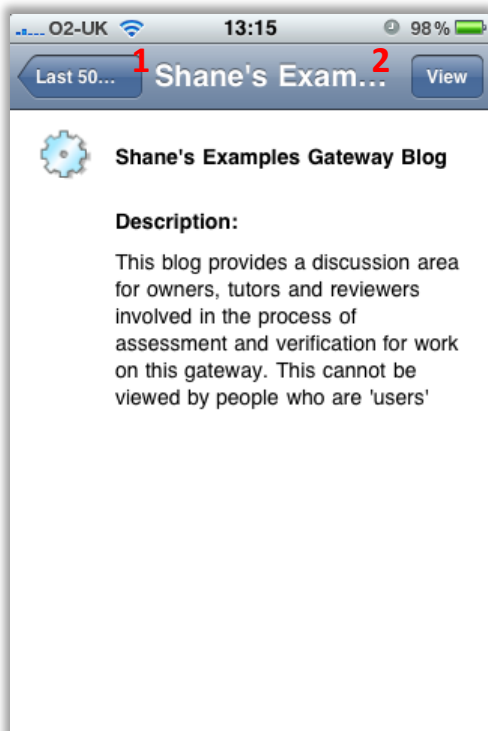 O2-UK 13:15 98%
Last 50... 1 Shane's Exam... 2 View
Shane's Examples Gateway Blog
Description:
This blog provides a discussion area
for owners, tutors and reviewers
involved in the process of
assessment and verification for work
on this gateway. This cannot be
viewed by people who are 'users'